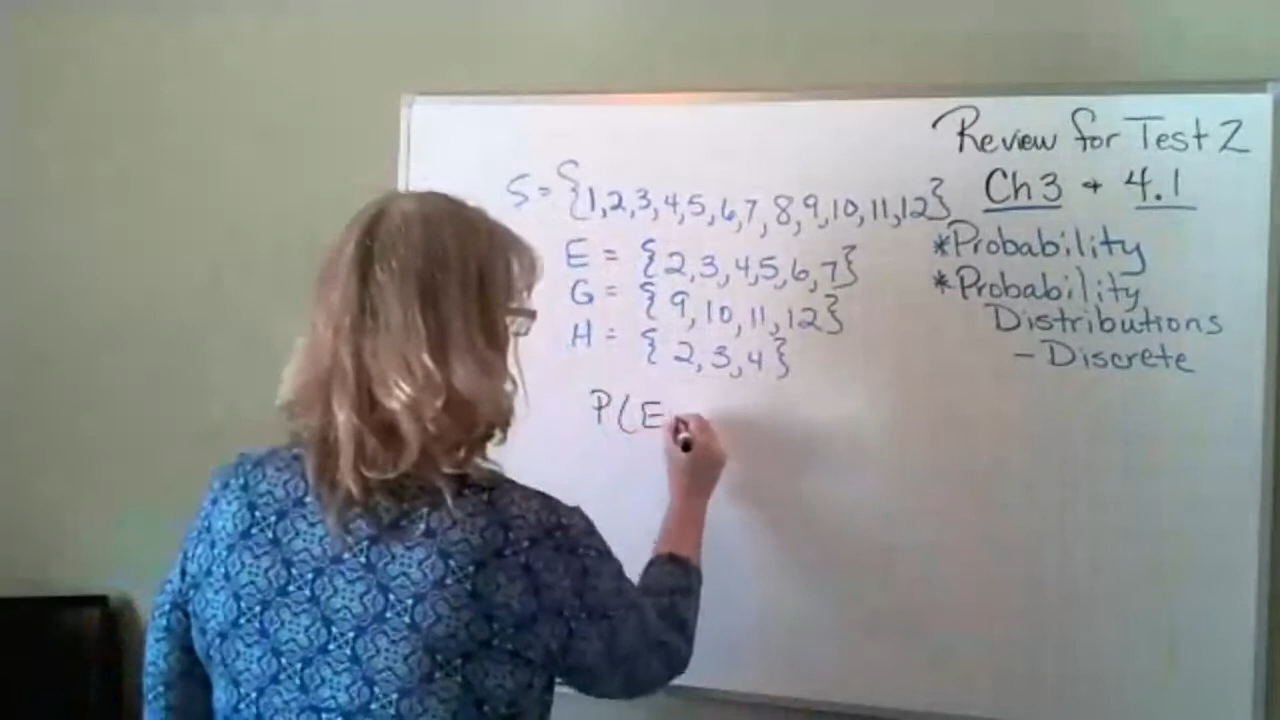 Review for Test 2
Ch 3 + 4.1
*Probability
*Probability
Distributions
- Discrete
S = {1,2,3,4,5,6,7,8,9,10,11,12}
E = {2,3,4,5,6,7}
G = {9,10,11,12}
H = {2,3,4}
P(E